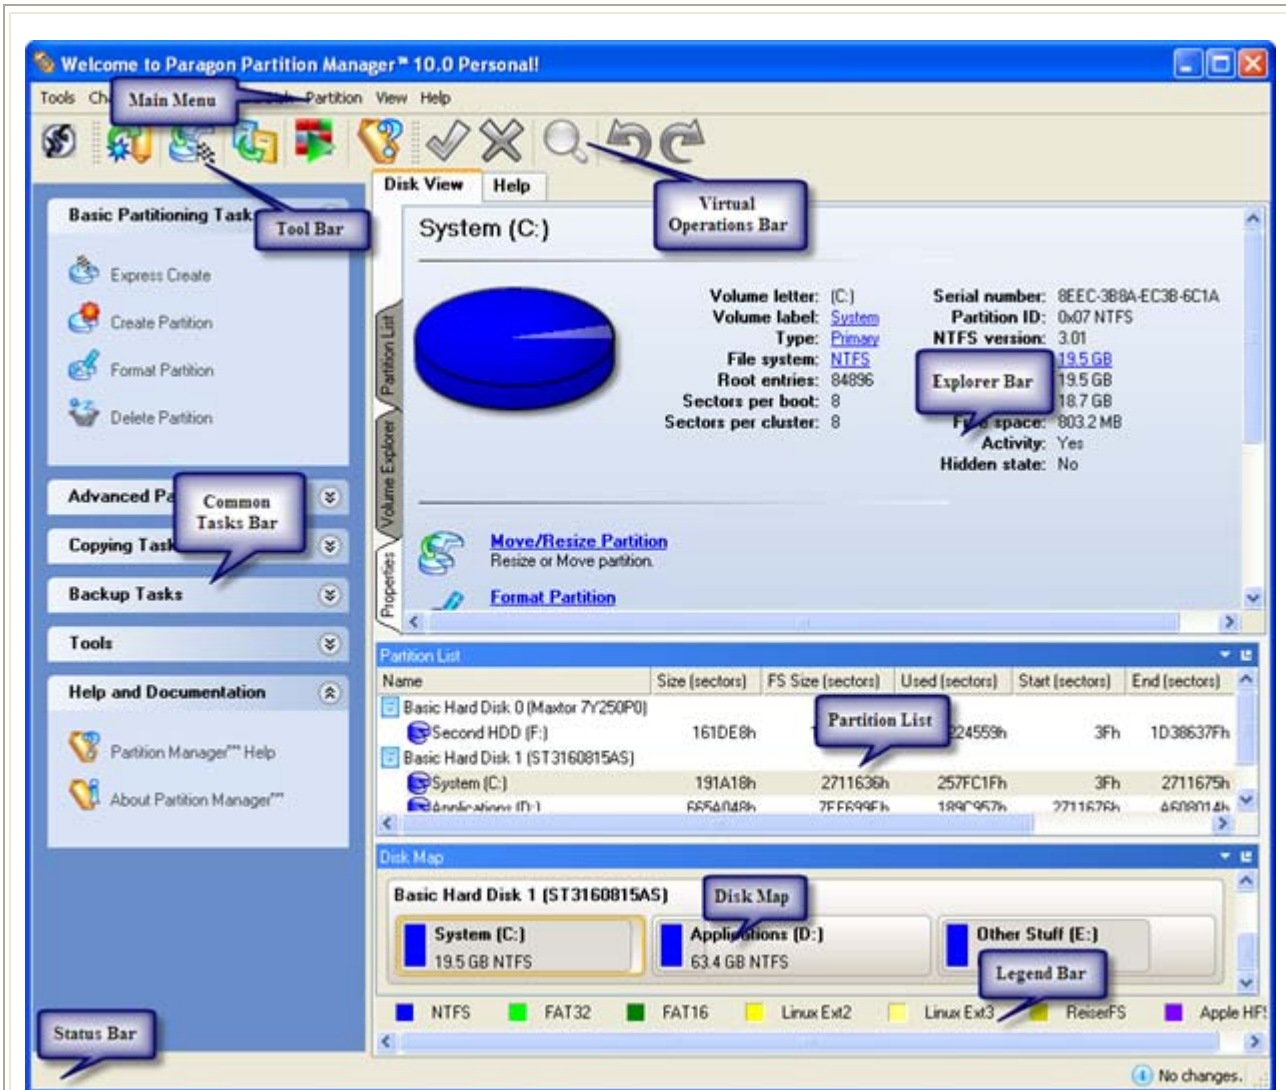 Welcome to Paragon Partition Manager™ 10.0 Personal!
Tools Main Menu Partition View Help
Disk View Help
Virtual
Operations Bar
Tool Bar
Basic Partitioning Task
Express Create
Create Partition
Format Partition
Delete Partition
Advanced Pa
Common
Tasks Bar
Copying Task
Backup Tasks
Tools
Help and Documentation
Partition Manager™ Help
About Partition Manager™
Partition List
Volume Explorer
Properties
System (C:)
Volume letter: (C:)
Volume label: System
Type: Primary
File system: NTFS
Root entries: 84896
Sectors per boot: 8
Sectors per cluster: 8
Serial number: 8EEC-3B8A-EC3B-6C1A
Partition ID: 0x07 NTFS
NTFS version: 3.01
19.5 GB
Explorer Bar 19.5 GB
18.7 GB
space: 803.2 MB
Activity: Yes
Hidden state: No
Move/Resize Partition
Resize or Move partition.
Format Partition
Partition List
Name Size (sectors) FS Size (sectors) Used (sectors) Start (sectors) End (sectors)
Basic Hard Disk 0 (Maxtor 7Y250P0)
Partition List
Second HDD (F:) 161DE8h 224559h 3Fh 1D38637Fh
Basic Hard Disk 1 (ST3160815AS)
System (C:) 191A18h 2711636h 257FC1Fh 3Fh 2711675h
Applications (D:) 665A048h 7FF699Fh 189C957h 2711676h A608014h
Disk Map
Basic Hard Disk 1 (ST3160815AS) Disk Map
System (C:)
19.5 GB NTFS
Applications (D:)
63.4 GB NTFS
Other Stuff (E:)
Legend Bar
NTFS FAT32 FAT16 Linux Ext2 Linux Ext3 ReiserFS Apple HFS
Status Bar
No changes.